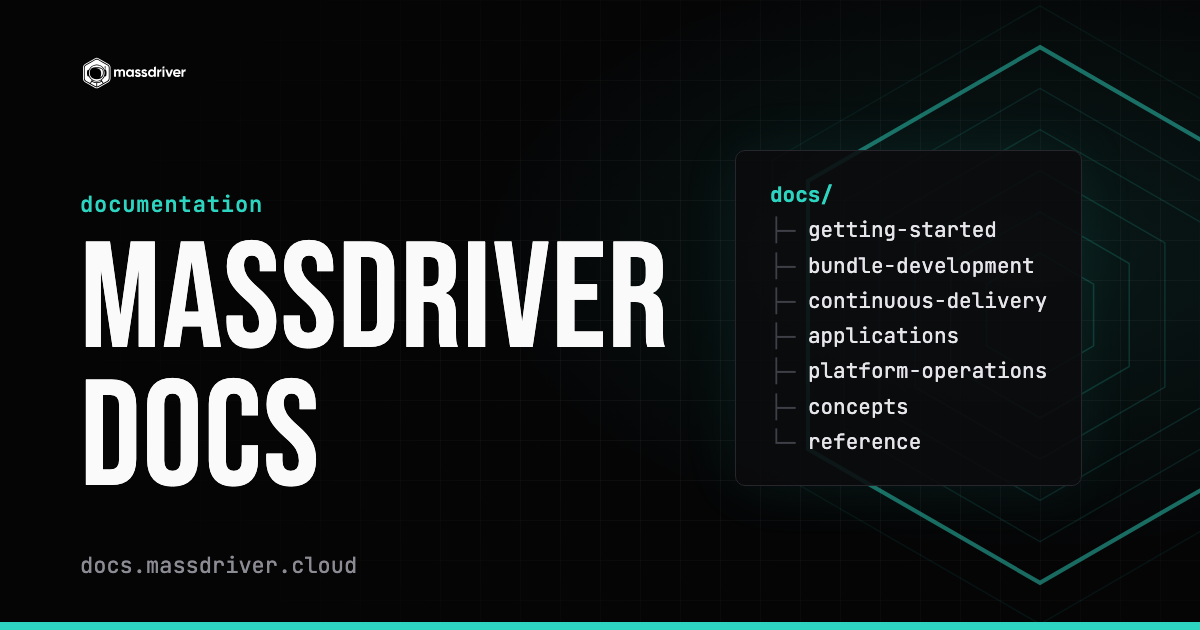 massdriver
documentation
MASSDRIVER
DOCS
docs.massdriver.cloud
docs/
├─ getting-started
├─ bundle-development
├─ continuous-delivery
├─ applications
├─ platform-operations
├─ concepts
└─ reference